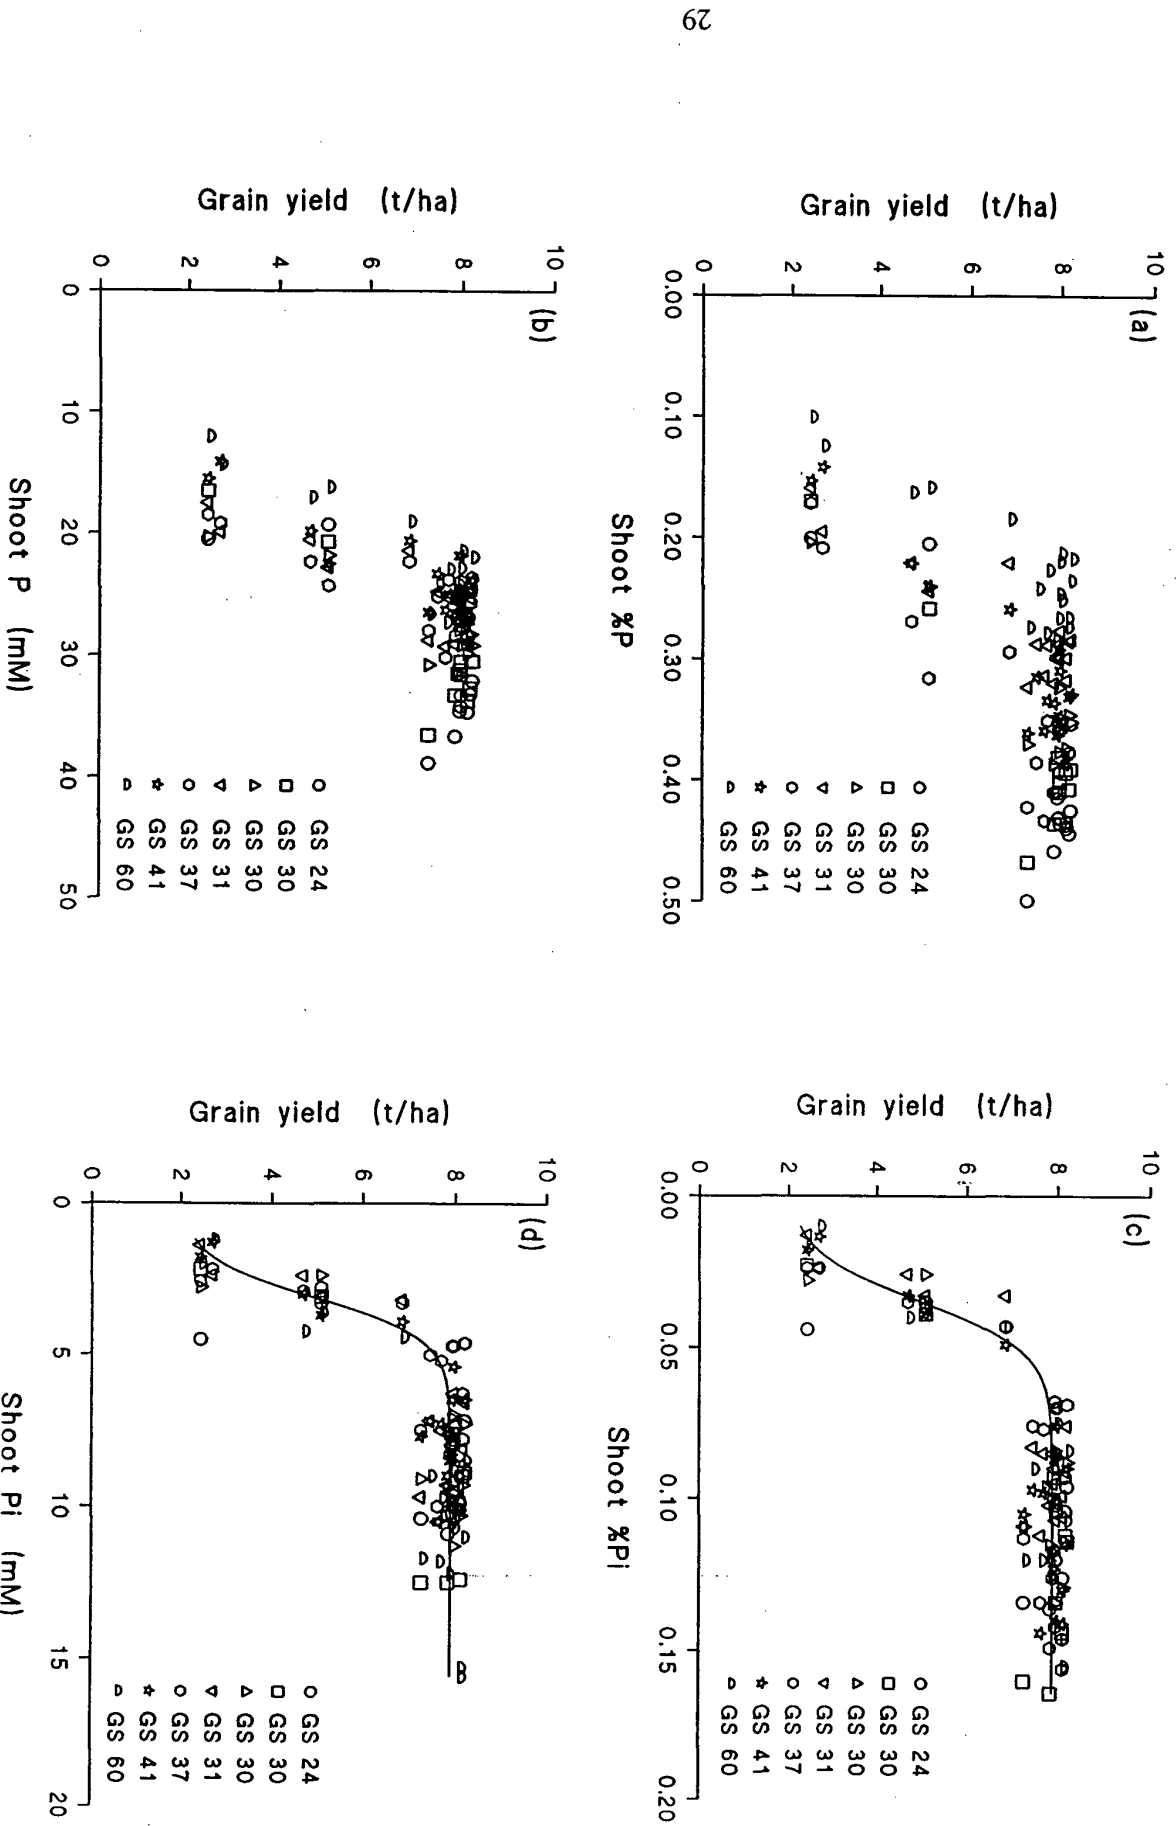 29
(a)
Grain yield (t/ha)
10
8
6
4
2
0
0.00
0.10
0.20
0.30
0.40
0.50
Shoot %P
GS 24
GS 30
GS 30
GS 31
GS 37
GS 41
GS 60
(b)
Grain yield (t/ha)
10
8
6
4
2
0
0
10
20
30
40
50
Shoot P (mM)
GS 24
GS 30
GS 30
GS 31
GS 37
GS 41
GS 60
(c)
Grain yield (t/ha)
10
8
6
4
2
0
0.00
0.05
0.10
0.15
0.20
Shoot %Pi
GS 24
GS 30
GS 30
GS 31
GS 37
GS 41
GS 60
(d)
Grain yield (t/ha)
10
8
6
4
2
0
0
5
10
15
20
Shoot Pi (mM)
GS 24
GS 30
GS 30
GS 31
GS 37
GS 41
GS 60